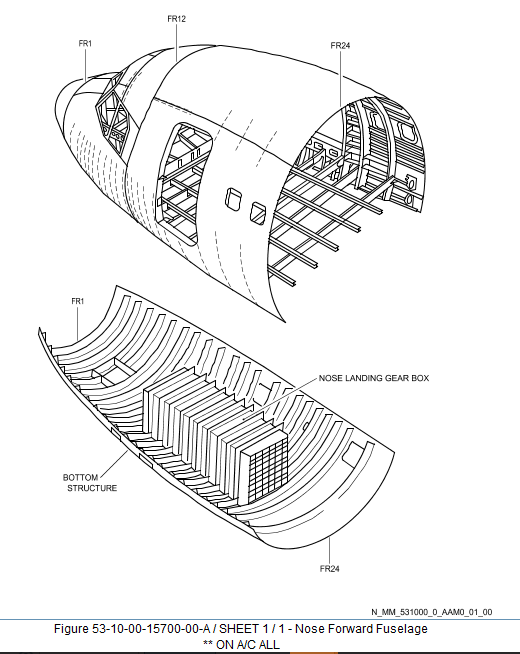 FR12
FR1
FR24
FR1
NOSE LANDING GEAR BOX
BOTTOM
STRUCTURE
FR24
N_MM_531000_0_AAM0_01_00
Figure 53-10-00-15700-00-A / SHEET 1 / 1 - Nose Forward Fuselage
** ON A/C ALL